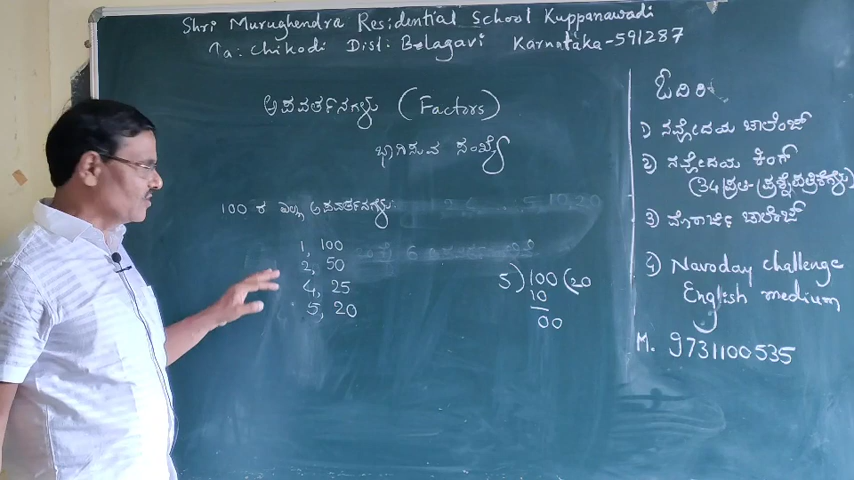 Shri Murughendra Residential School Kuppanawadi
Ta: Chikodi Dist: Belagavi Karnataka-591287
ಅಪವರ್ತನಗಳು (Factors)
ಭಾಗಿಸುವ ಸಂಖ್ಯೆ
100 ರ ಎಲ್ಲಾ ಅಪವರ್ತನಗಳು:
1, 100
2, 50
4, 25
5, 20
5) 100 (20
10
00
ಓದಿರಿ
1) ನವೋದಯ ಚಾಲೆಂಜ್
2) ನವೋದಯ ಕಿಂಗ್
(34 ಪ್ರತಿ-ಪ್ರಶ್ನೆಪತ್ರಿಕೆಗಳು)
3) ಮೊರಾರ್ಜಿ ಚಾಲೆಂಜ್
4) Navoday challenge
English medium
M. 9731100535